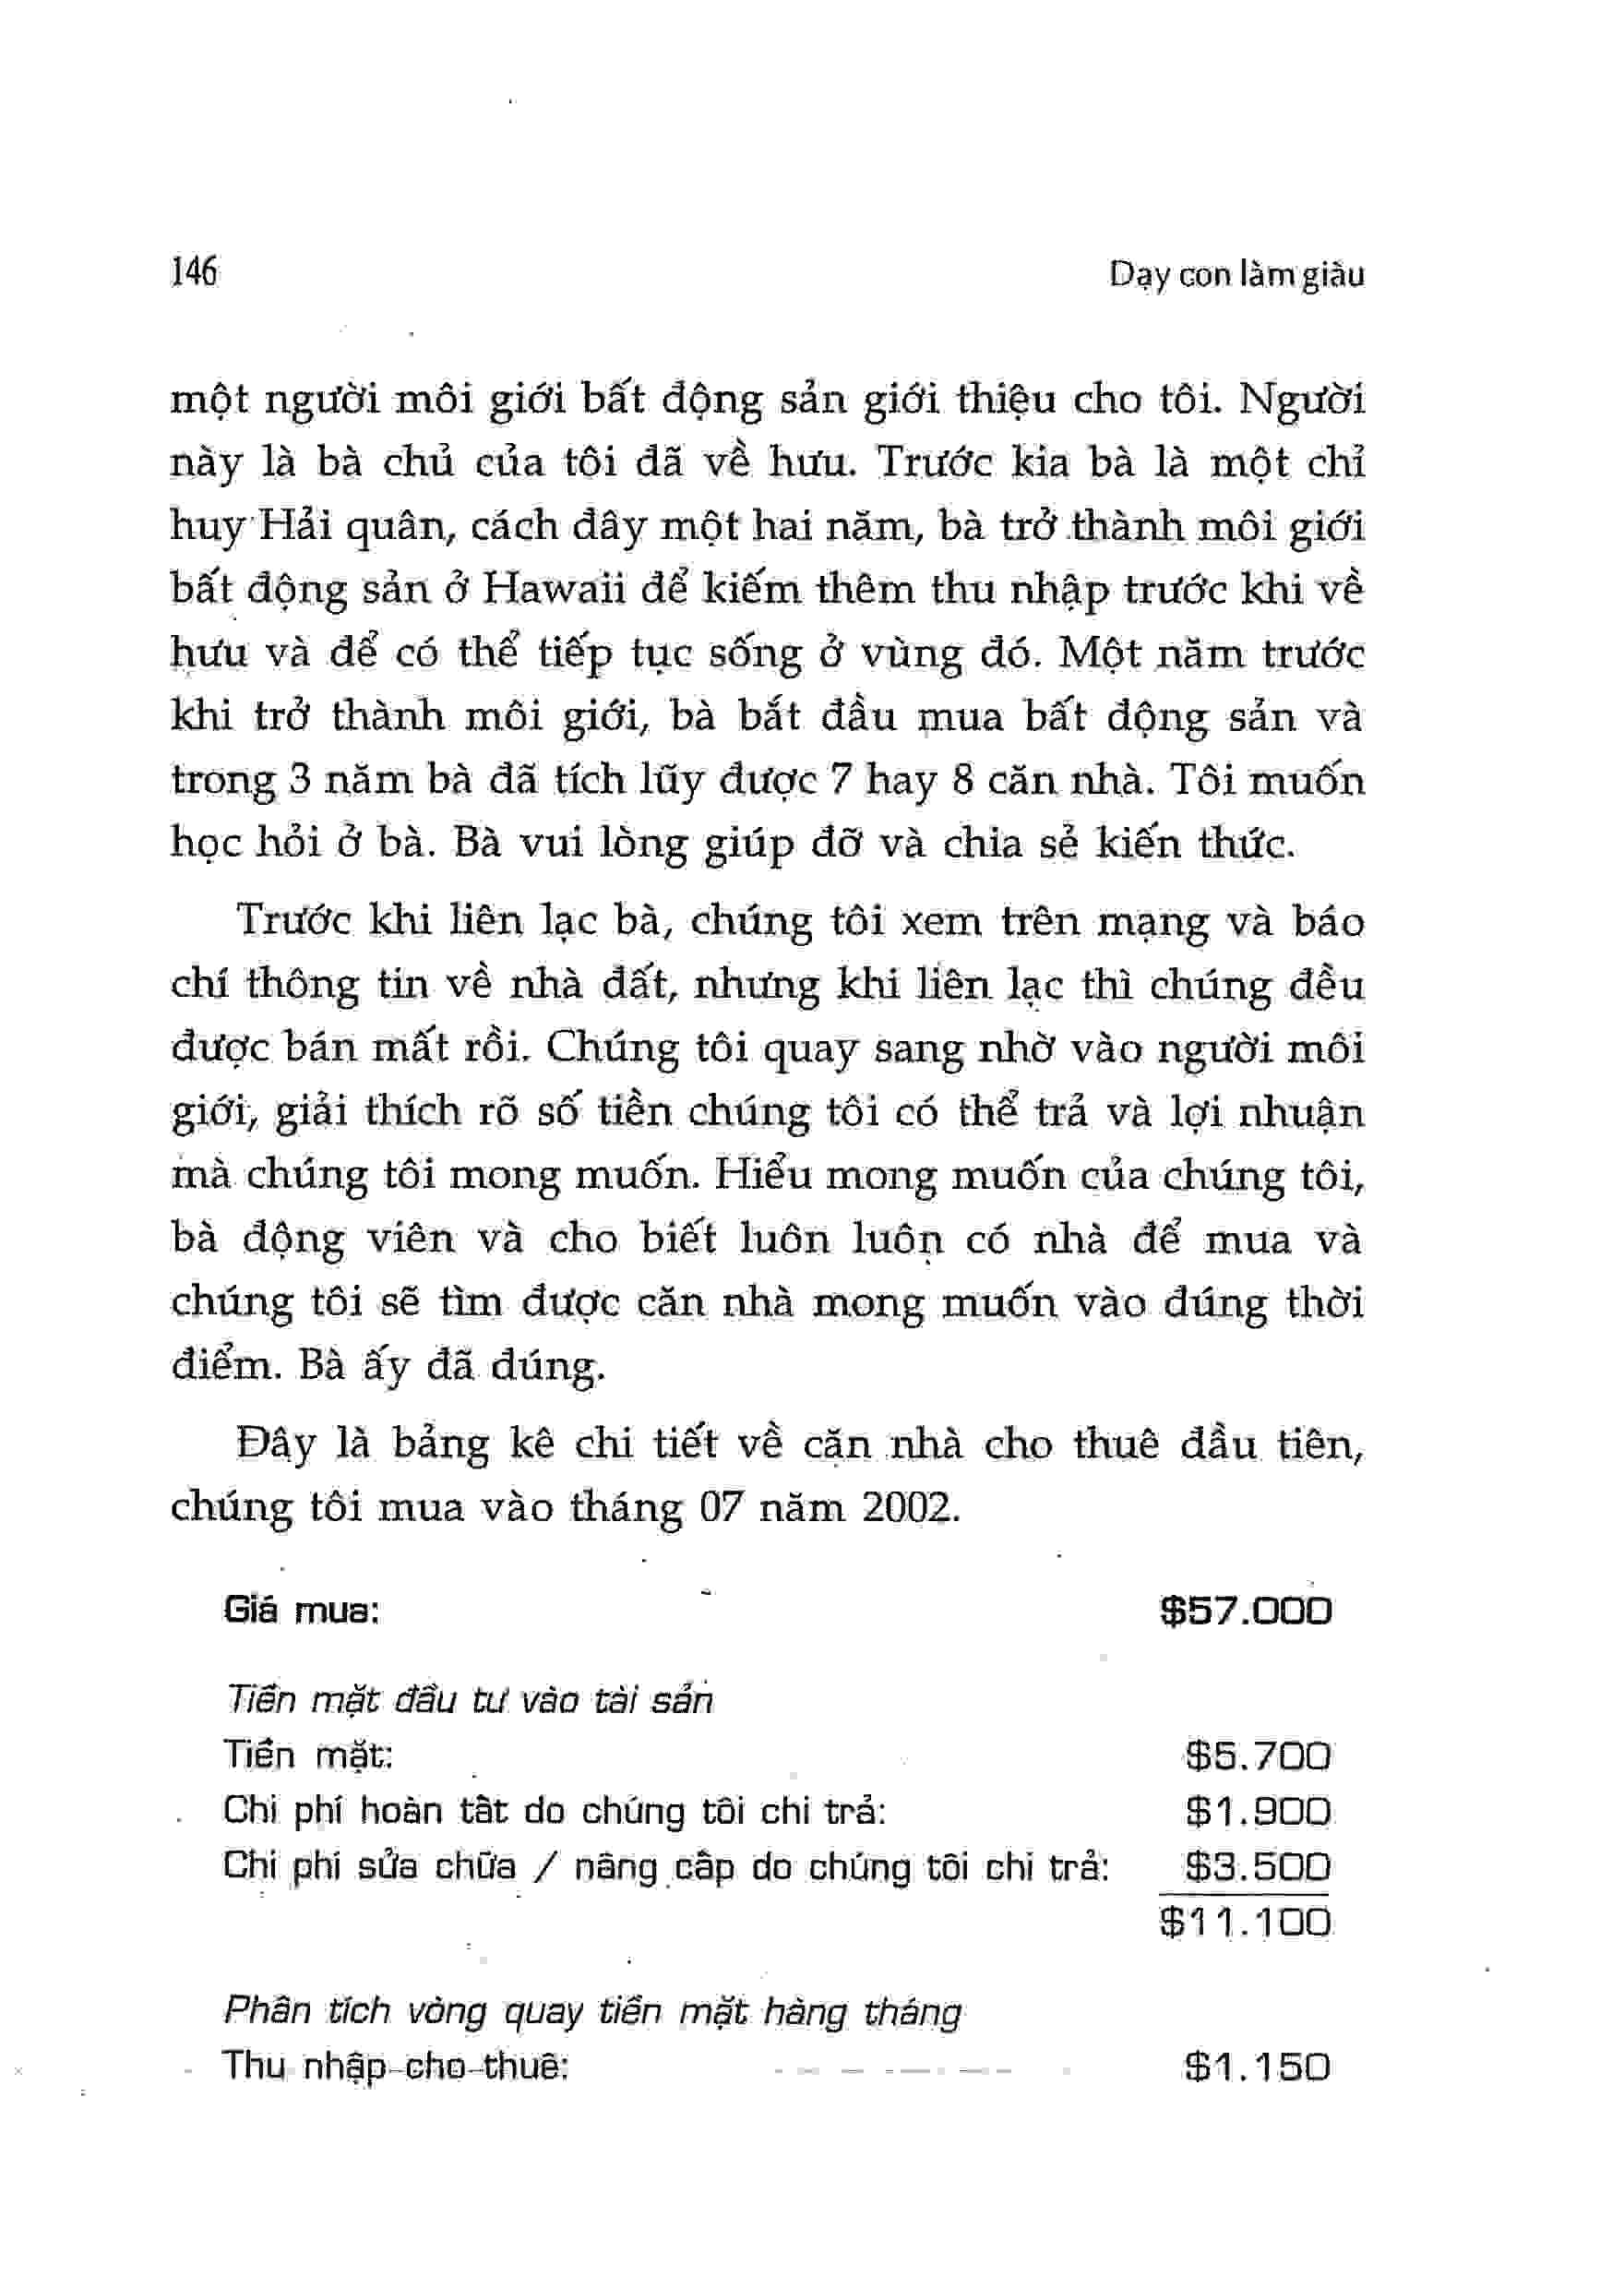 146
Dạy con làm giàu
một người môi giới bất động sản giới thiệu cho tôi. Người
này là bà chủ của tôi đã về hưu. Trước kia bà là một chỉ
huy Hải quân, cách đây một hai năm, bà trở thành môi giới
bất động sản ở Hawaii để kiếm thêm thu nhập trước khi về
hưu và để có thể tiếp tục sống ở vùng đó. Một năm trước
khi trở thành môi giới, bà bắt đầu mua bất động sản và
trong 3 năm bà đã tích lũy được 7 hay 8 căn nhà. Tôi muốn
học hỏi ở bà. Bà vui lòng giúp đỡ và chia sẻ kiến thức.
Trước khi liên lạc bà, chúng tôi xem trên mạng và báo
chí thông tin về nhà đất, nhưng khi liên lạc thì chúng đều
được bán mất rồi. Chúng tôi quay sang nhờ vào người môi
giới, giải thích rõ số tiền chúng tôi có thể trả và lợi nhuận
mà chúng tôi mong muốn. Hiểu mong muốn của chúng tôi,
bà động viên và cho biết luôn luôn có nhà để mua và
chúng tôi sẽ tìm được căn nhà mong muốn vào đúng thời
điểm. Bà ấy đã đúng.
Đây là bảng kê chi tiết về căn nhà cho thuê đầu tiên,
chúng tôi mua vào tháng 07 năm 2002.
Giá mua: $57.000
Tiền mặt đầu tư vào tài sản
Tiền mặt: $5.700
Chi phí hoàn tất do chúng tôi chi trả: $1.900
Chi phí sửa chữa / nâng cấp do chúng tôi chi trả: $3.500
$11.100
Phân tích vòng quay tiền mặt hàng tháng
Thu nhập cho thuê: $1.150